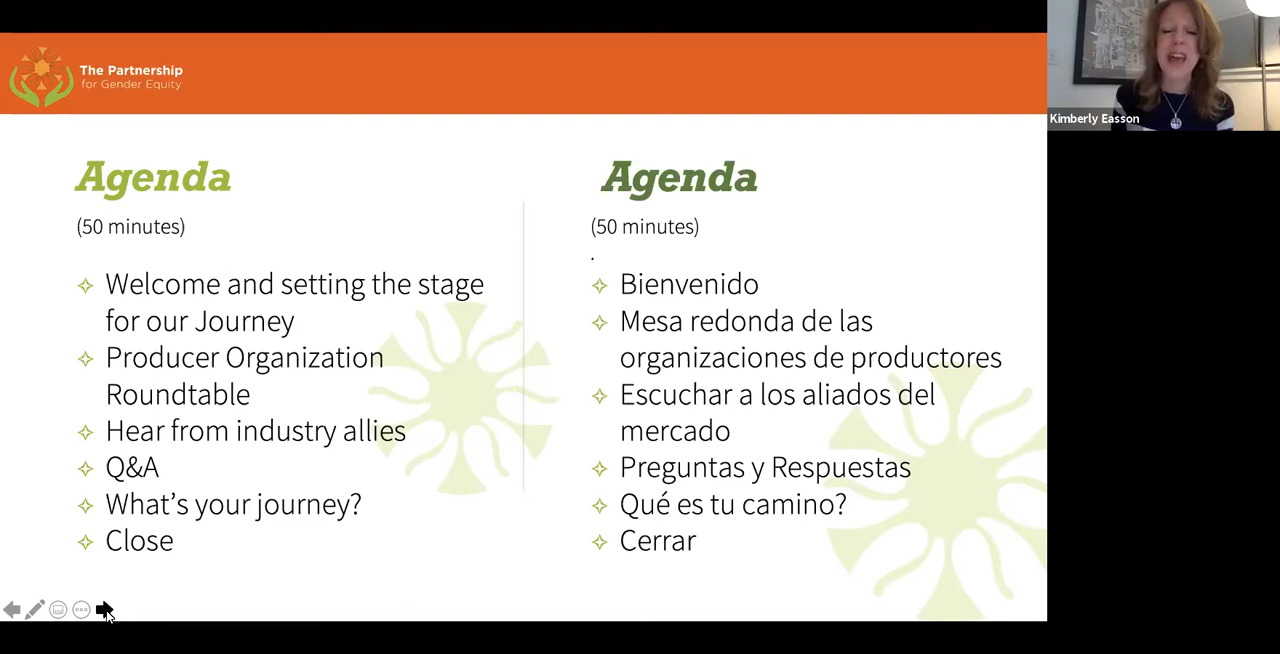 The Partnership
for Gender Equity
Kimberly Easson
Agenda
(50 minutes)
Welcome and setting the stage
for our Journey
Producer Organization
Roundtable
Hear from industry allies
Q&A
What's your journey?
Close
Agenda
(50 minutes)
.
Bienvenido
Mesa redonda de las
organizaciones de productores
Escuchar a los aliados del
mercado
Preguntas y Respuestas
Qué es tu camino?
Cerrar